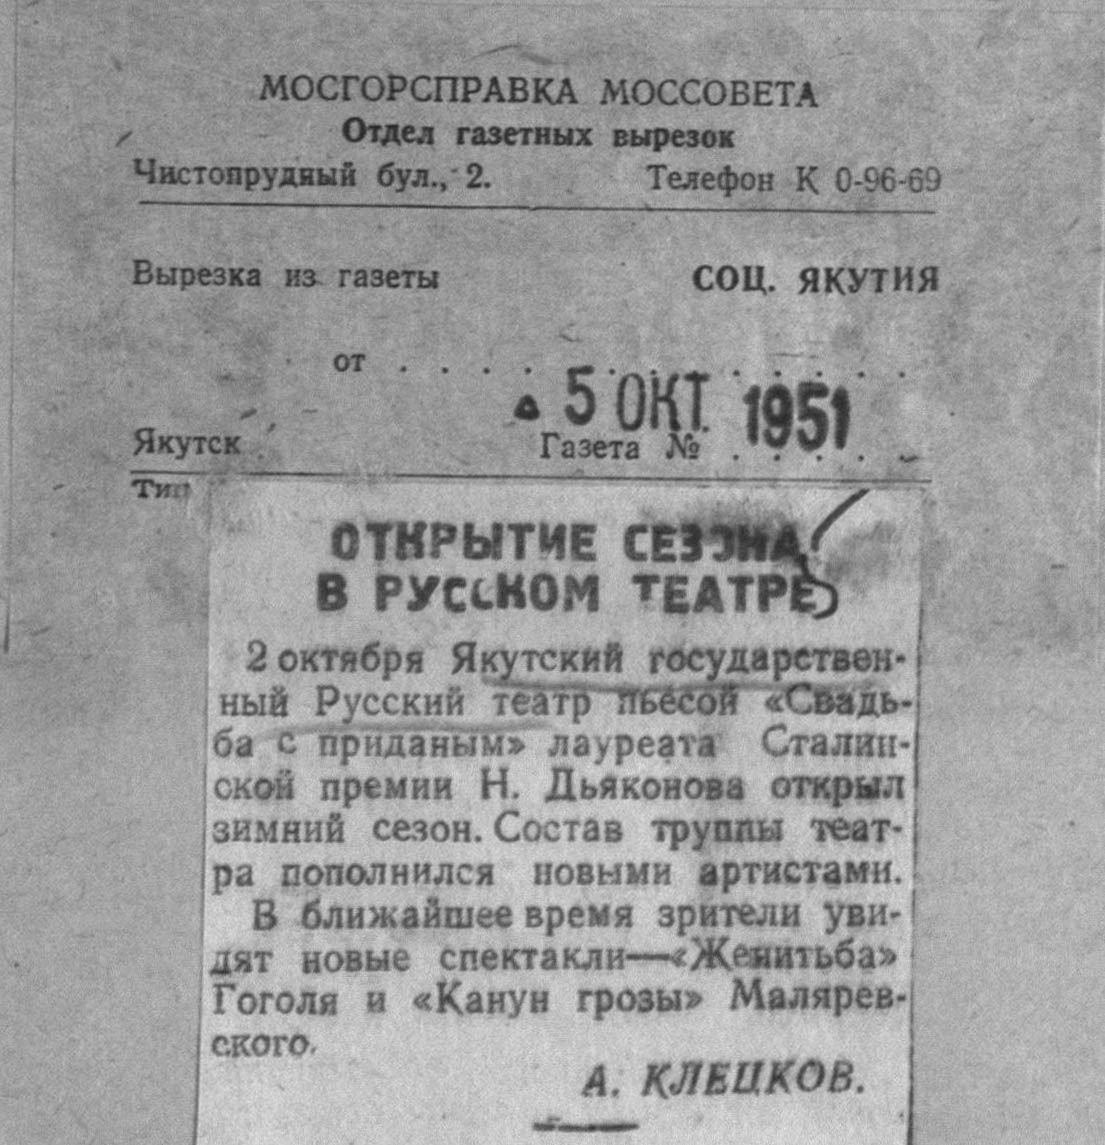 МОСГОРСПРАВКА МОССОВЕТА
Отдел газетных вырезок
Чистопрудный бул., 2. Телефон К 0-96-69
Вырезка из газеты СОЦ. ЯКУТИЯ
от . . . . . . . . . . . . .
5 ОКТ. 1951
Якутск Газета № . . . . .
Тип
ОТКРЫТИЕ СЕЗОНА
В РУССКОМ ТЕАТРЕ
2 октября Якутский государствен-
ный Русский театр пьесой «Свадь-
ба с приданым» лауреата Сталин-
ской премии Н. Дьяконова открыл
зимний сезон. Состав труппы теат-
ра пополнился новыми артистами.
В ближайшее время зрители уви-
дят новые спектакли—«Женитьба»
Гоголя и «Канун грозы» Маляров-
ского.
А. КЛЕЦКОВ.